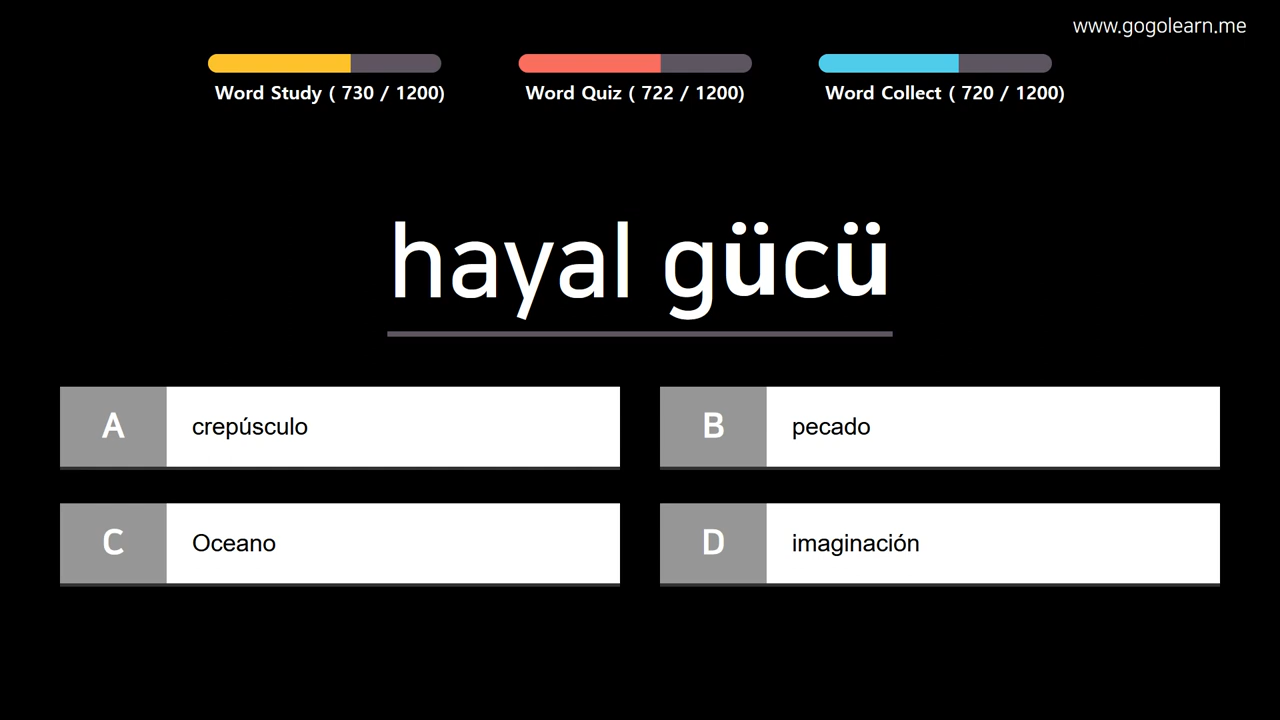 www.gogolearn.me
Word Study ( 730 / 1200)
Word Quiz ( 722 / 1200)
Word Collect ( 720 / 1200)
hayal gücü
A crepúsculo
B pecado
C Oceano
D imaginación